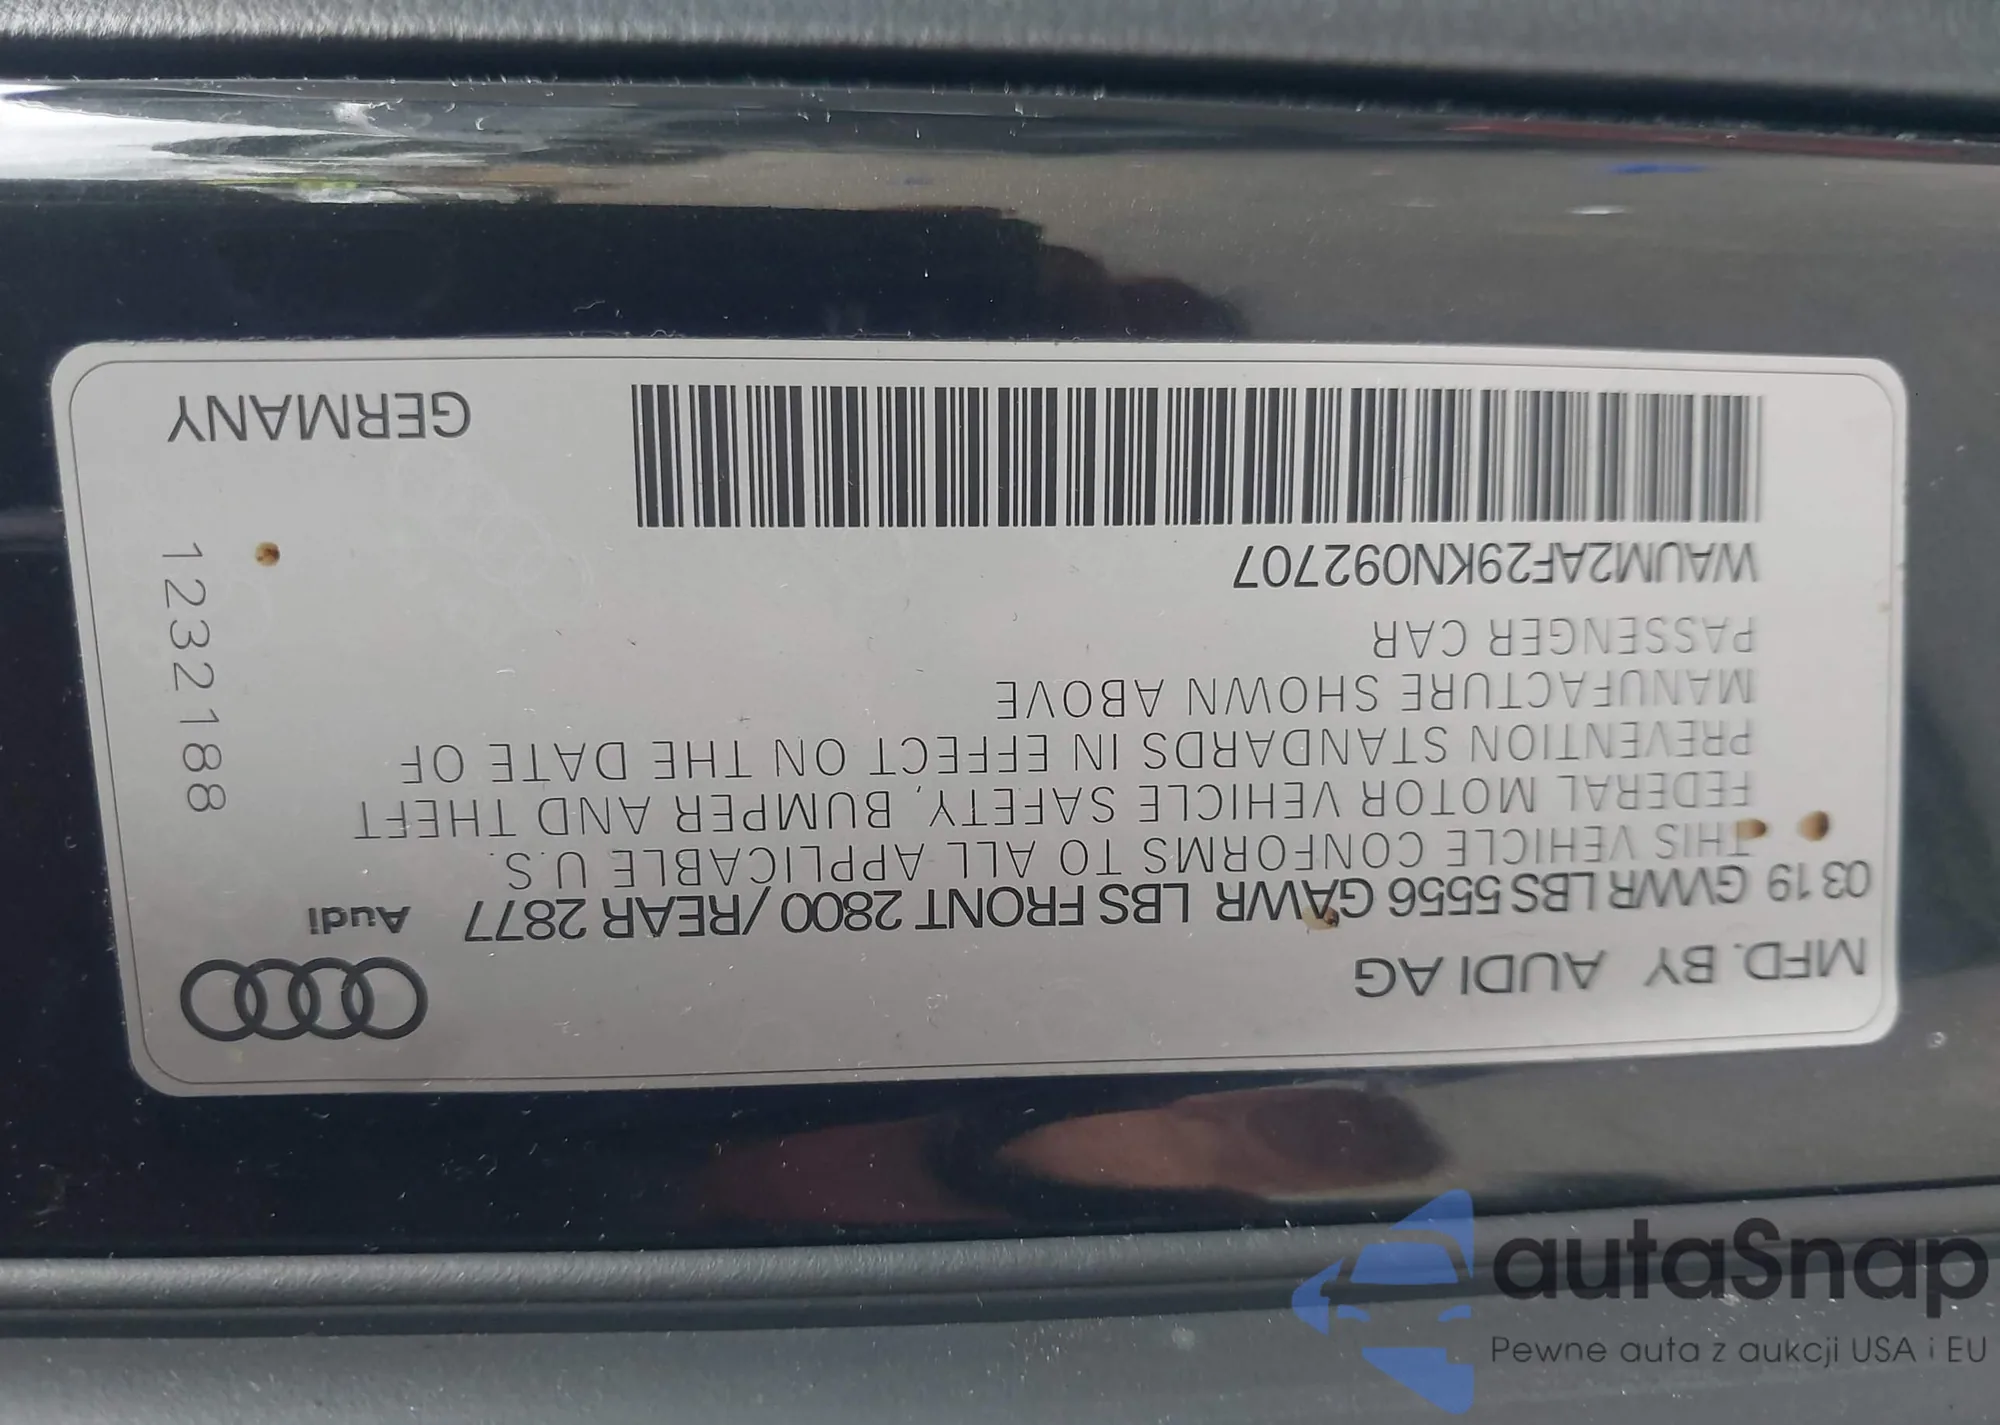 MFD. BY AUDI AG
03 19 GVWR LBS 5556 GAWR LBS FRONT 2800 / REAR 2877 Audi
THIS VEHICLE CONFORMS TO ALL APPLICABLE U.S.
FEDERAL MOTOR VEHICLE SAFETY, BUMPER AND THEFT
PREVENTION STANDARDS IN EFFECT ON THE DATE OF
MANUFACTURE SHOWN ABOVE
PASSENGER CAR
WAUM2AF29KN092707
GERMANY
1232188
autaSnap
Pewne auta z aukcji USA i EU